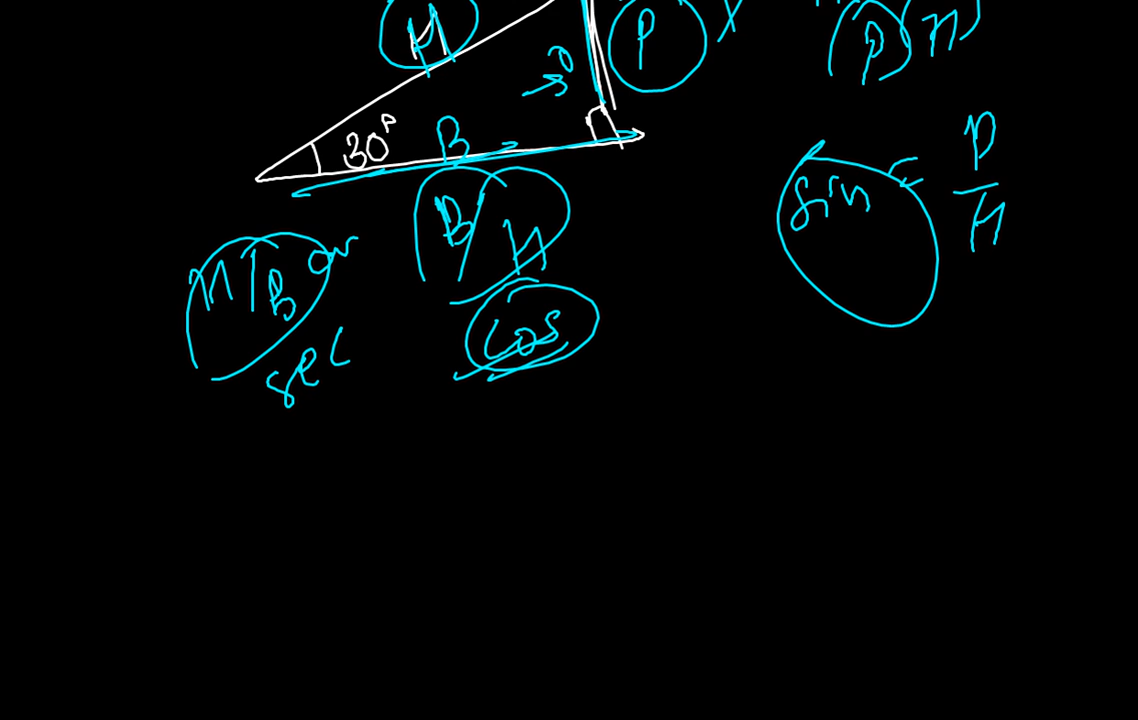 H
P
(P)(H)
30°
B
P/H
sin =
B/H
H/B or
sec
cos